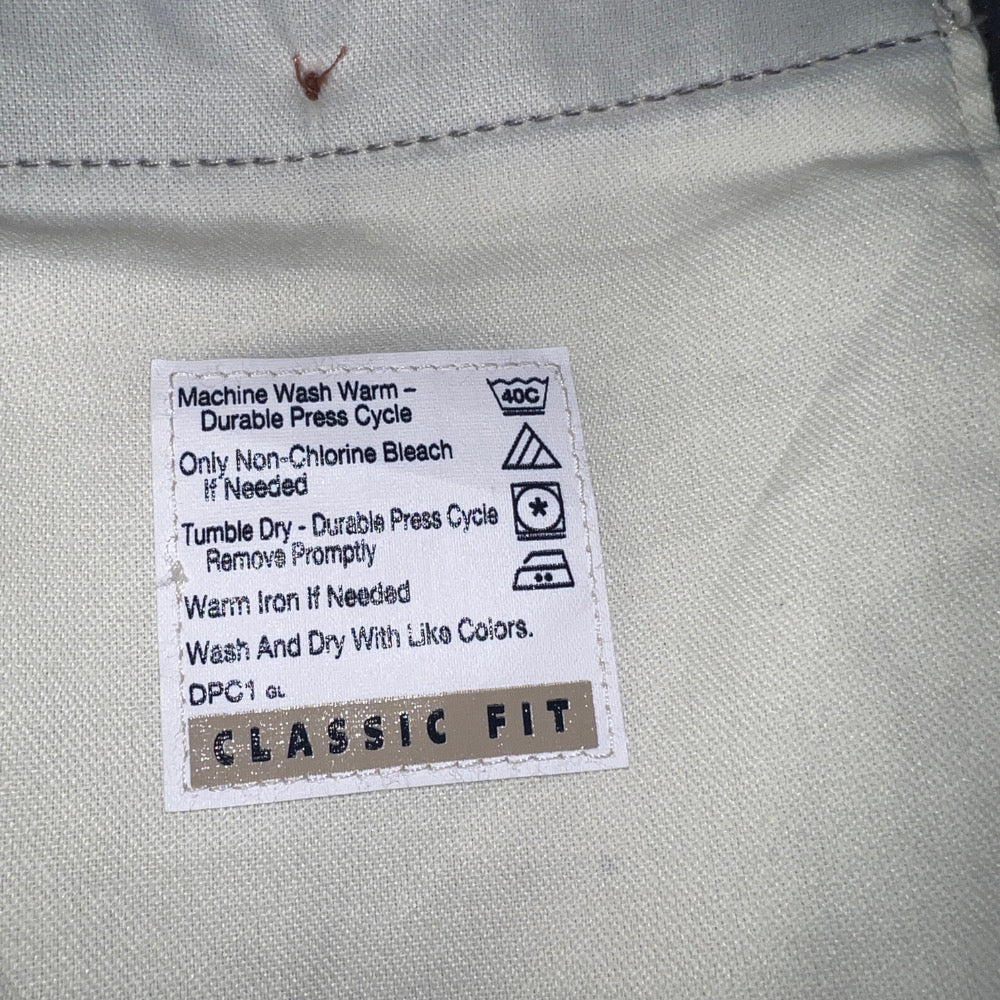 Machine Wash Warm –
Durable Press Cycle
40C
Only Non-Chlorine Bleach
If Needed
Tumble Dry - Durable Press Cycle
Remove Promptly
Warm Iron If Needed
Wash And Dry With Like Colors.
DPC1 GL
CLASSIC FIT